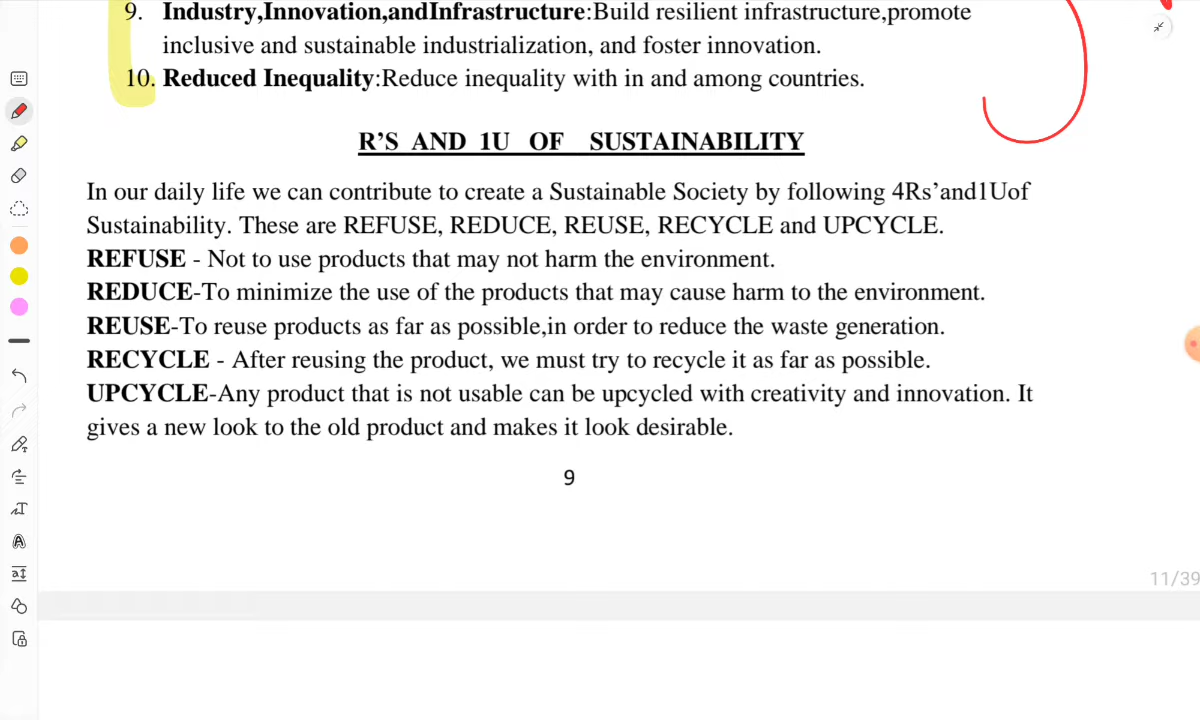 9. Industry,Innovation,andInfrastructure:Build resilient infrastructure,promote
inclusive and sustainable industrialization, and foster innovation.
10. Reduced Inequality:Reduce inequality with in and among countries.
R’S AND 1U OF SUSTAINABILITY
In our daily life we can contribute to create a Sustainable Society by following 4Rs’and1Uof
Sustainability. These are REFUSE, REDUCE, REUSE, RECYCLE and UPCYCLE.
REFUSE - Not to use products that may not harm the environment.
REDUCE-To minimize the use of the products that may cause harm to the environment.
REUSE-To reuse products as far as possible,in order to reduce the waste generation.
RECYCLE - After reusing the product, we must try to recycle it as far as possible.
UPCYCLE-Any product that is not usable can be upcycled with creativity and innovation. It
gives a new look to the old product and makes it look desirable.
9
11/39